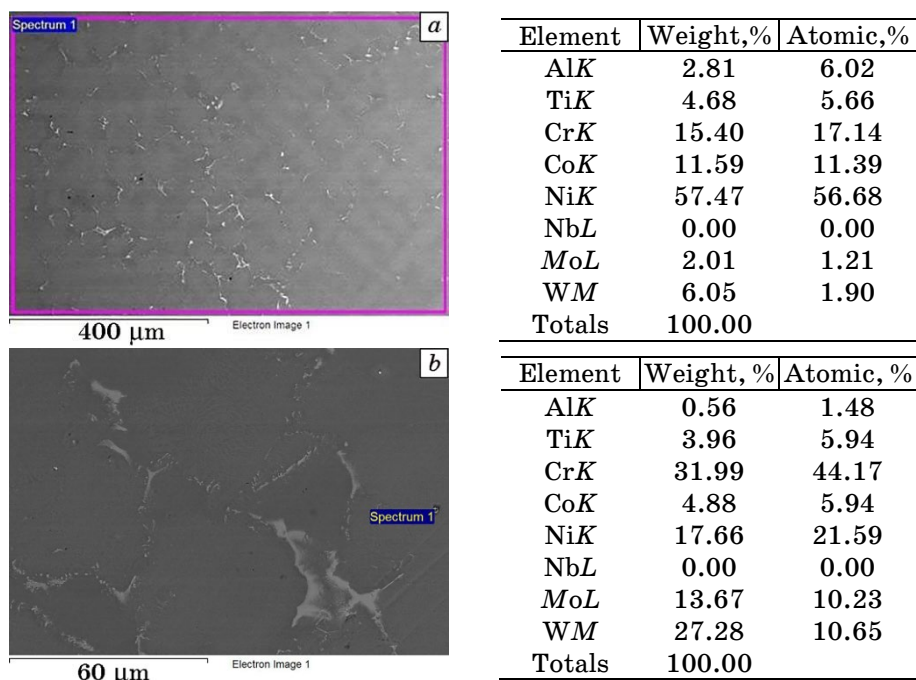 Spectrum 1
a
400 μm
Electron Image 1
Element Weight,% Atomic,%
AlK 2.81 6.02
TiK 4.68 5.66
CrK 15.40 17.14
CoK 11.59 11.39
NiK 57.47 56.68
NbL 0.00 0.00
MoL 2.01 1.21
WM 6.05 1.90
Totals 100.00
b
Spectrum 1
60 μm
Electron Image 1
Element Weight, % Atomic, %
AlK 0.56 1.48
TiK 3.96 5.94
CrK 31.99 44.17
CoK 4.88 5.94
NiK 17.66 21.59
NbL 0.00 0.00
MoL 13.67 10.23
WM 27.28 10.65
Totals 100.00